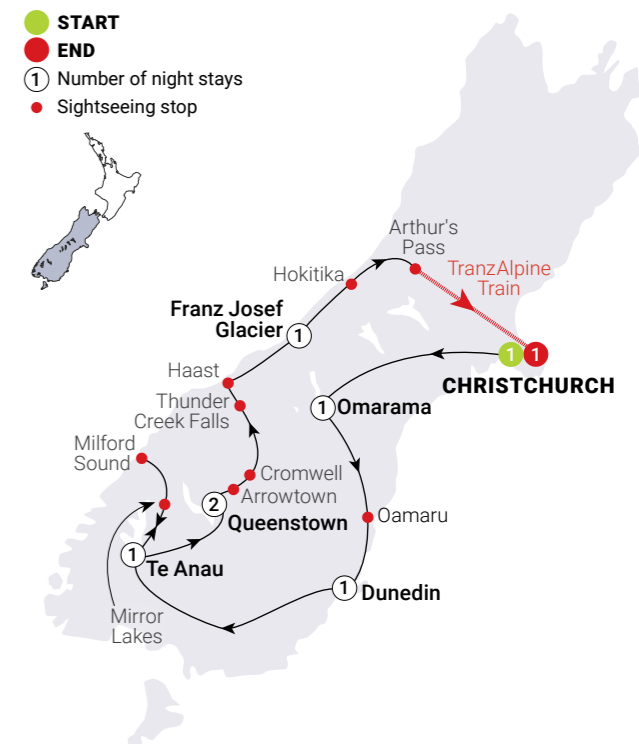 START
END
1 Number of night stays
Sightseeing stop
Arthur's
Pass
TranzAlpine
Train
Hokitika
Franz Josef
Glacier
1
1
1
CHRISTCHURCH
Haast
Thunder
Creek Falls
1
Omarama
Milford
Sound
Cromwell
Arrowtown
2
Queenstown
Oamaru
1
Te Anau
1
Dunedin
Mirror
Lakes